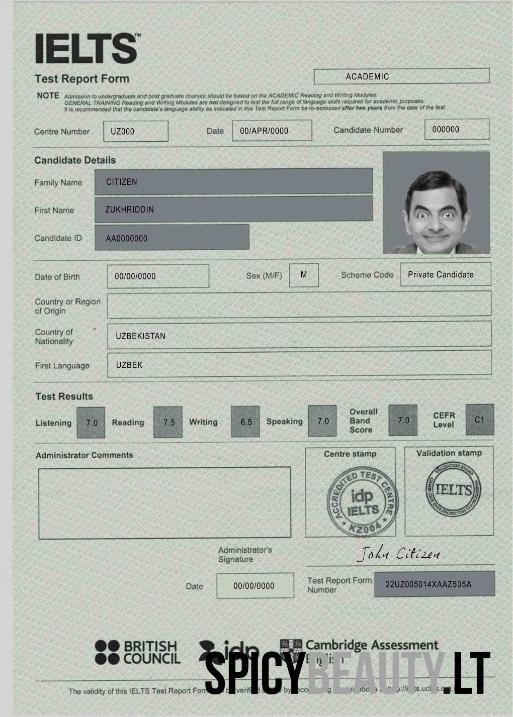 IELTS™
Test Report Form
ACADEMIC
NOTE Admission to undergraduate and post graduate courses should be based on the ACADEMIC Reading and Writing Modules.
GENERAL TRAINING Reading and Writing Modules are not designed to test the full range of language skills required for academic purposes.
It is recommended that the candidate's language ability as indicated in this Test Report Form be re-assessed after two years from the date of the test.
Centre Number UZ000 Date 00/APR/0000 Candidate Number 000000
Candidate Details
Family Name CITIZEN
First Name ZUKHRIDDIN
Candidate ID AA0000000
Date of Birth 00/00/0000 Sex (M/F) M Scheme Code Private Candidate
Country or Region
of Origin
Country of
Nationality UZBEKISTAN
First Language UZBEK
Test Results
Listening 7.0 Reading 7.5 Writing 6.5 Speaking 7.0 Overall Band Score 7.0 CEFR Level C1
Administrator Comments
Centre stamp
Validation stamp
ACCREDITED TEST CENTRE
idp
IELTS
KZ004
IELTS
Administrator's
Signature
John Citizen
Date 00/00/0000
Test Report Form
Number 22UZ005014XAAZ505A
BRITISH
COUNCIL
idp
Cambridge Assessment
English
SPICYBEAUTY.LT
The validity of this IELTS Test Report Form